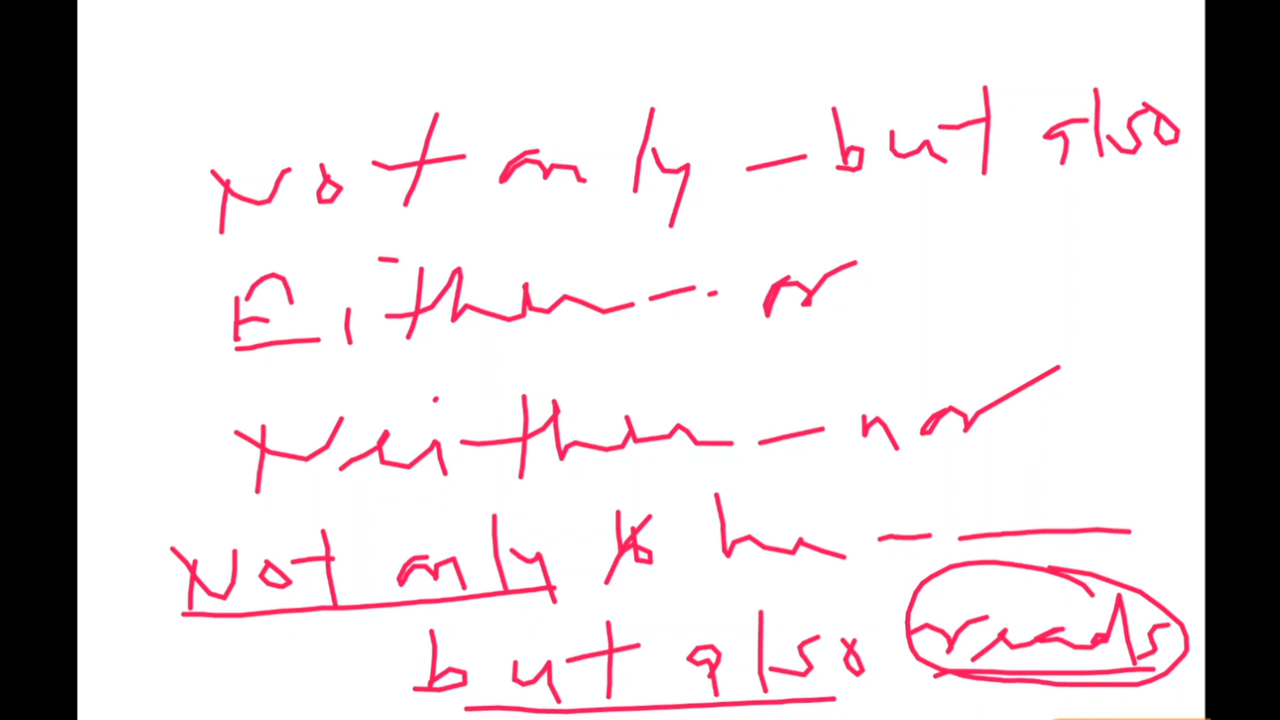 Not only - but also
Either -- or
Neither - nor
Not only he --
but also reads